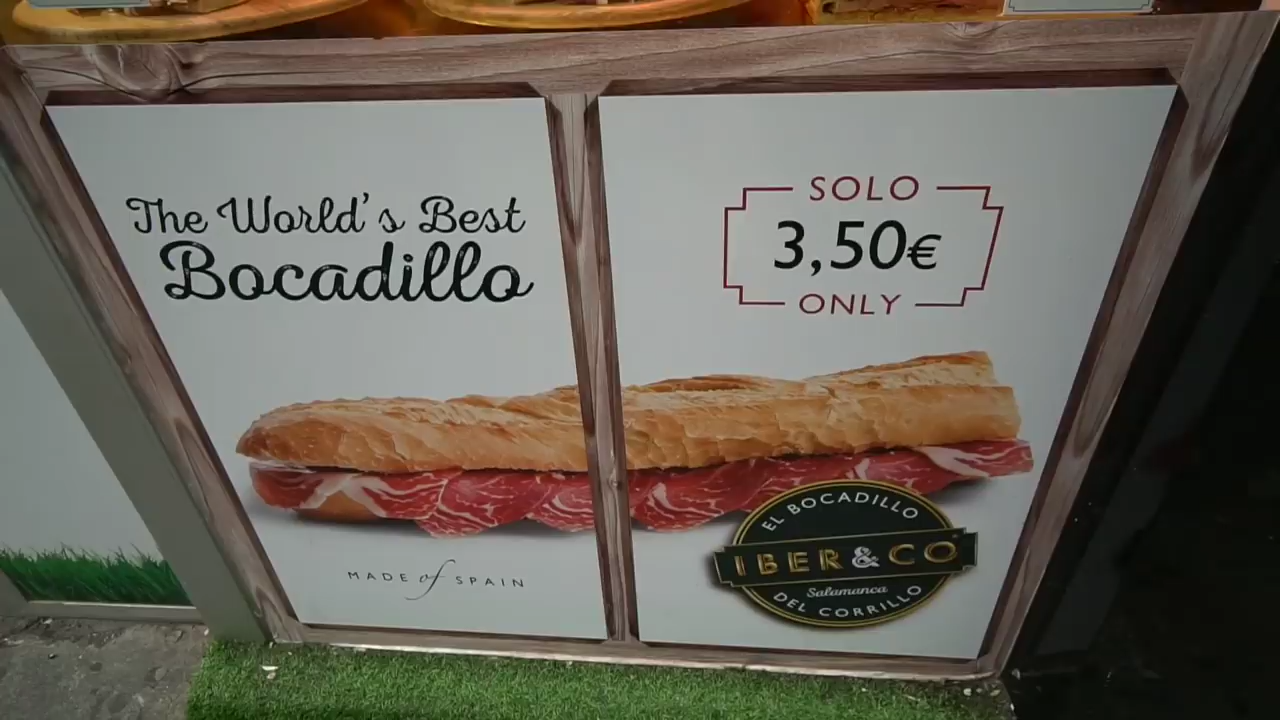 The World's Best
Bocadillo
MADE of SPAIN
SOLO
3,50€
ONLY
EL BOCADILLO
IBER&CO
Salamanca
DEL CORRILLO